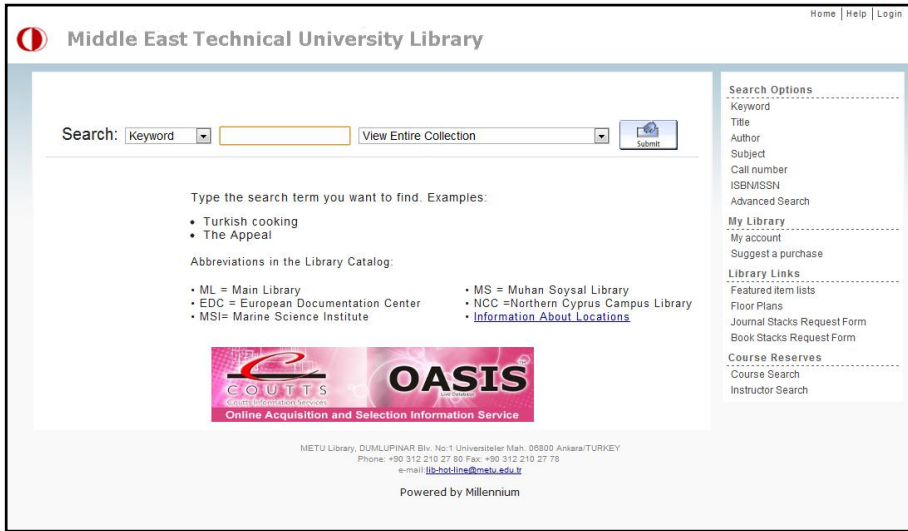 Home | Help | Login
Middle East Technical University Library
Search: Keyword View Entire Collection Submit
Type the search term you want to find. Examples:
• Turkish cooking
• The Appeal
Abbreviations in the Library Catalog:
• ML = Main Library
• EDC = European Documentation Center
• MSI= Marine Science Institute
• MS = Muhan Soysal Library
• NCC =Northern Cyprus Campus Library
• Information About Locations
COUTTS
Coutts Information Services
OASIS
Live Database
Online Acquisition and Selection Information Service
Search Options
Keyword
Title
Author
Subject
Call number
ISBN/ISSN
Advanced Search
My Library
My account
Suggest a purchase
Library Links
Featured item lists
Floor Plans
Journal Stacks Request Form
Book Stacks Request Form
Course Reserves
Course Search
Instructor Search
METU Library, DUMLUPINAR Blv. No:1 Universiteler Mah. 06800 Ankara/TURKEY
Phone: +90 312 210 27 80 Fax: +90 312 210 27 78
e-mail:lib-hot-line@metu.edu.tr
Powered by Millennium